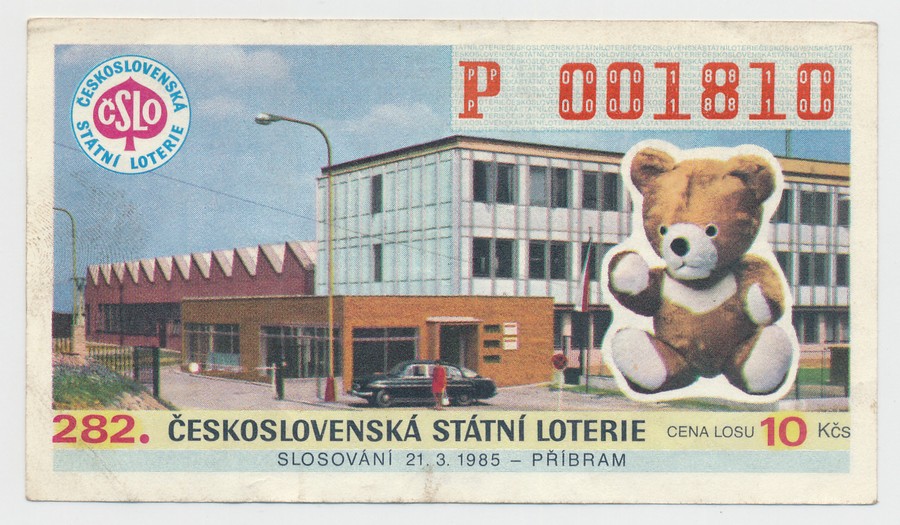 ČESKOSLOVENSKÁ
ČSLO
STÁTNÍ LOTERIE
P 001810
282. ČESKOSLOVENSKÁ STÁTNÍ LOTERIE CENA LOSU 10 Kčs
SLOSOVÁNÍ 21. 3. 1985 – PŘÍBRAM